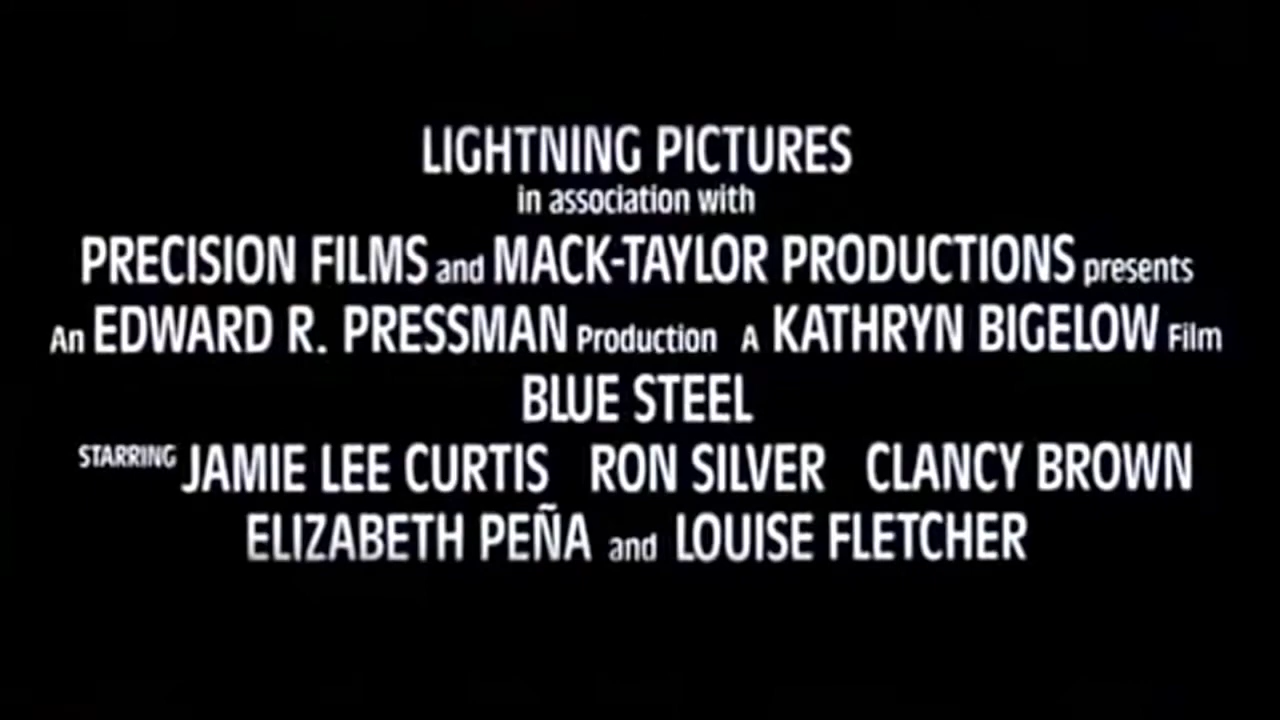 LIGHTNING PICTURES
in association with
PRECISION FILMS and MACK-TAYLOR PRODUCTIONS presents
An EDWARD R. PRESSMAN Production A KATHRYN BIGELOW Film
BLUE STEEL
STARRING JAMIE LEE CURTIS RON SILVER CLANCY BROWN
ELIZABETH PEÑA and LOUISE FLETCHER